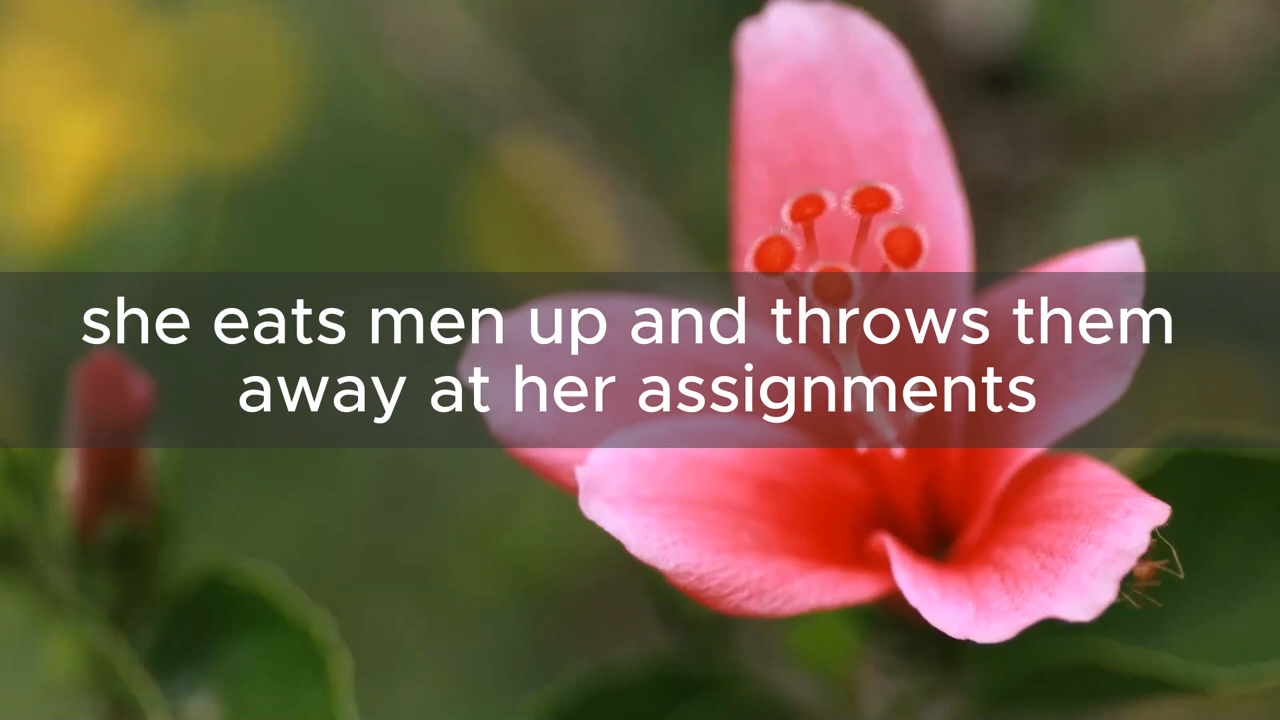 she eats men up and throws them
away at her assignments